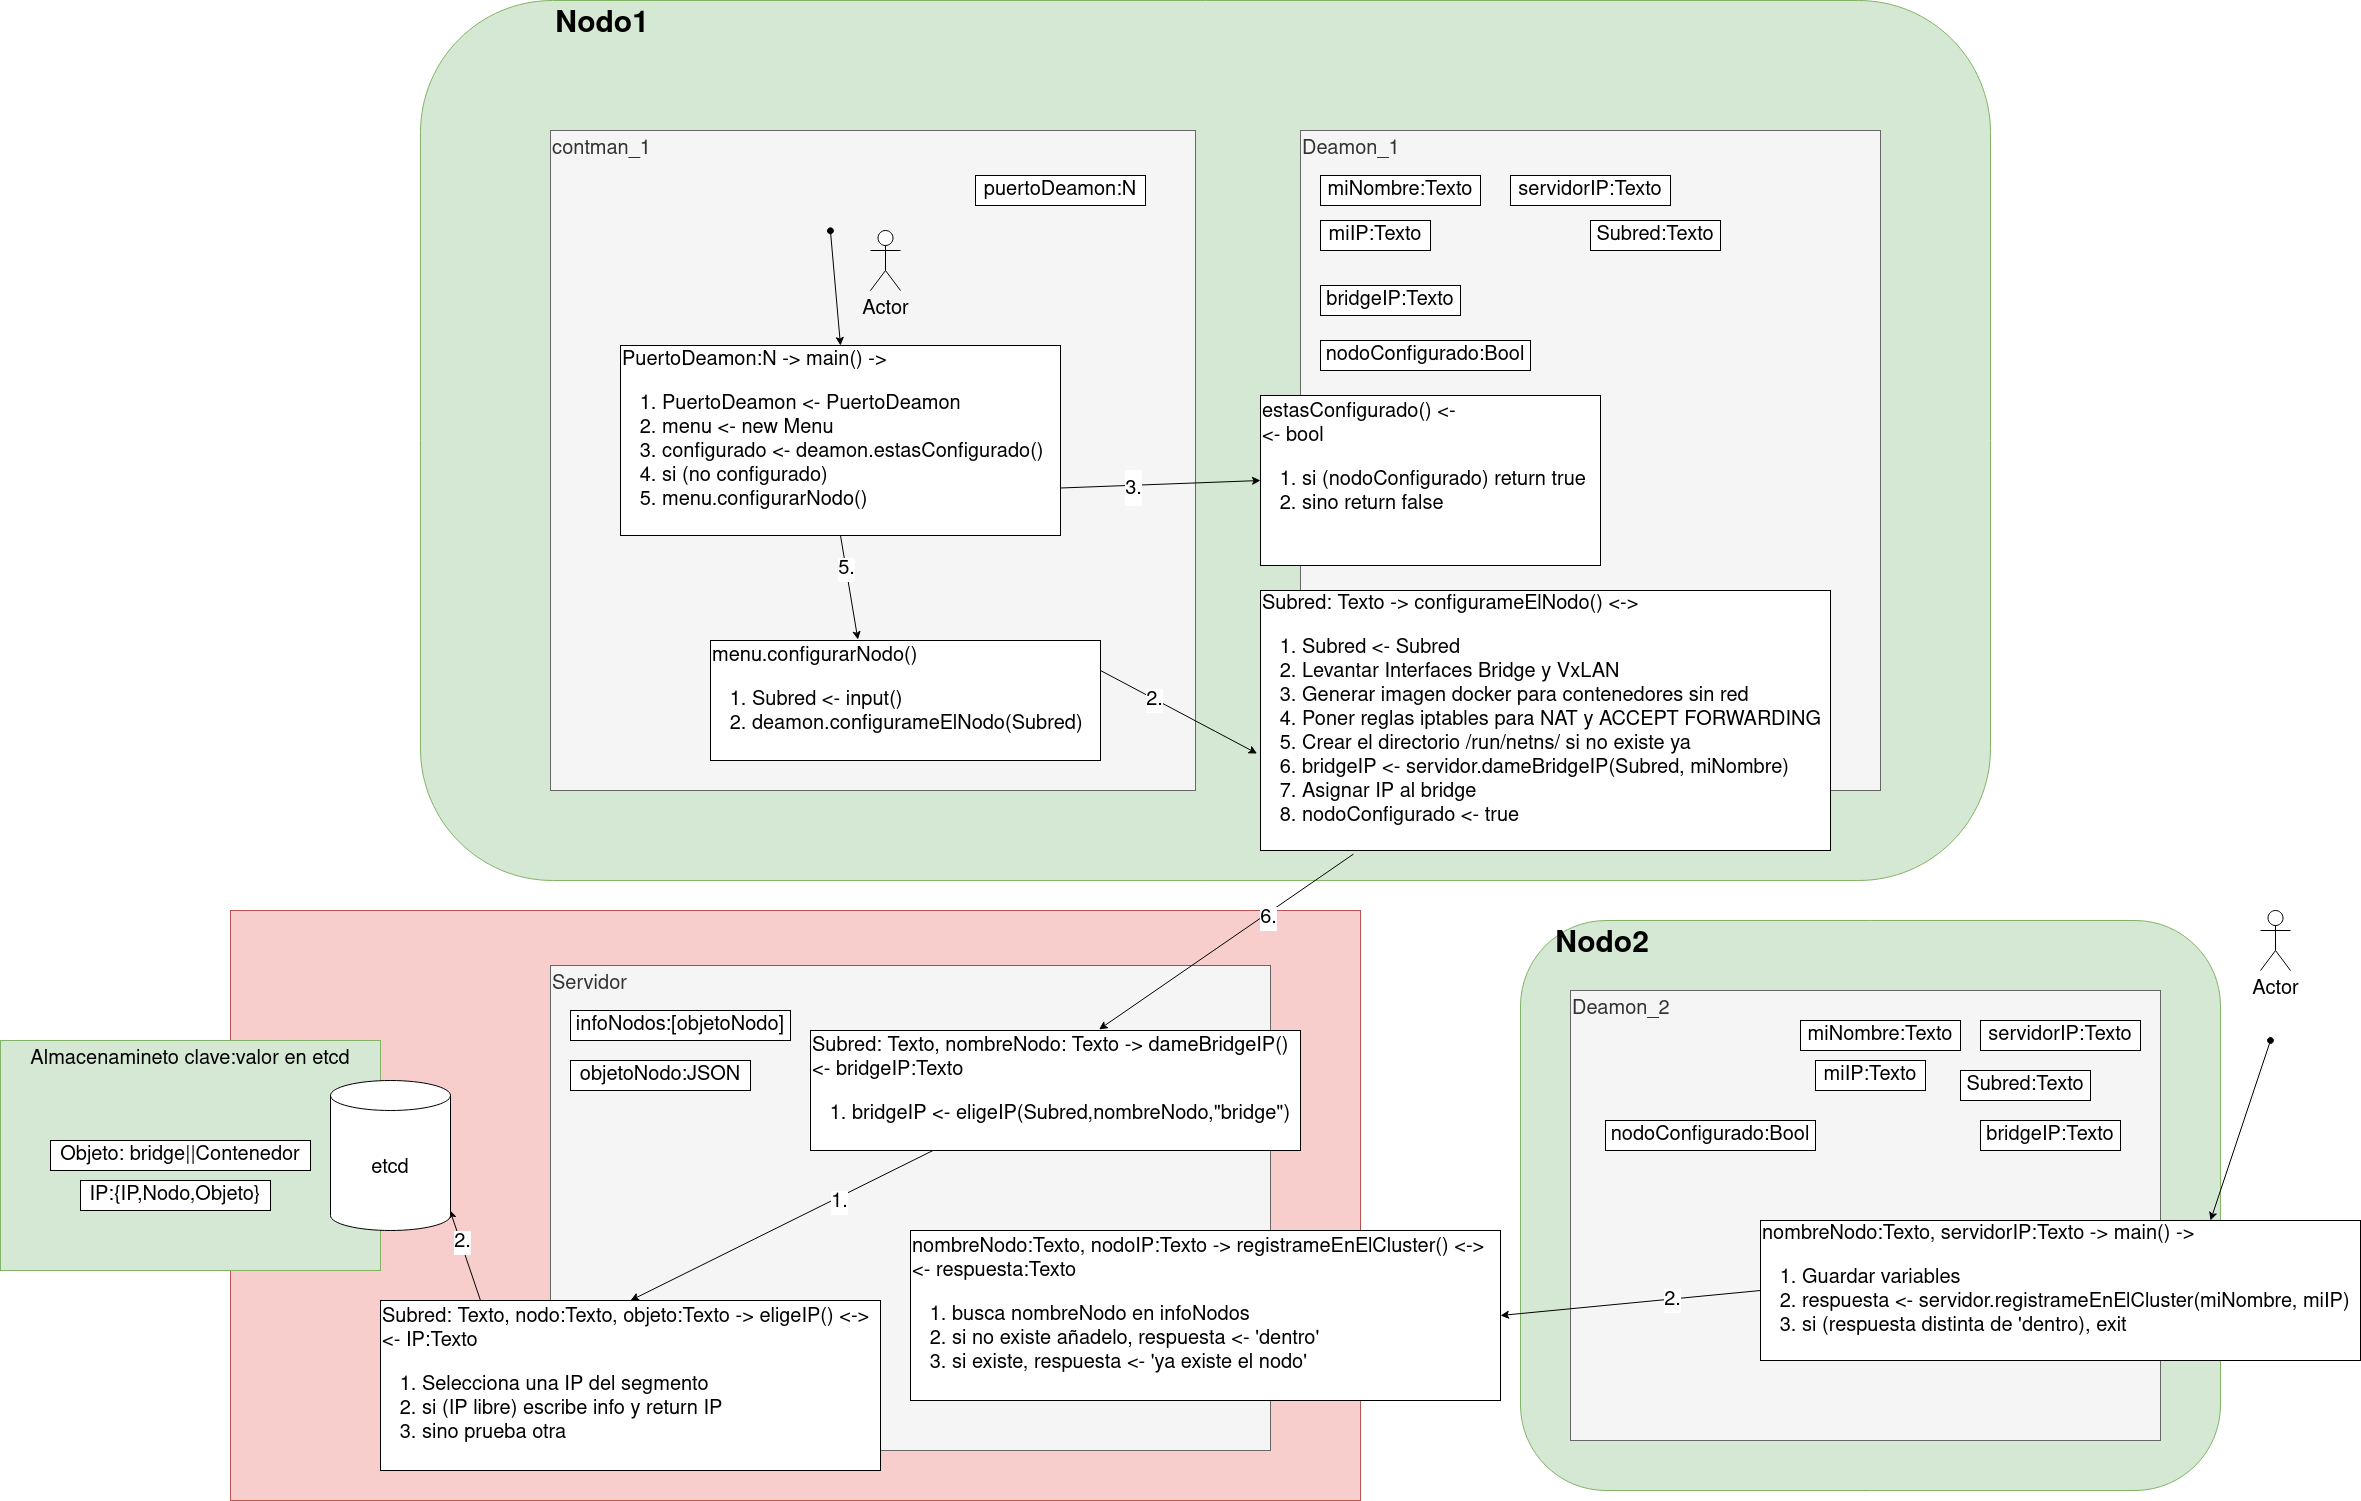 Nodo1
contman_1
puertoDeamon:N
Actor
PuertoDeamon:N -> main() ->
1. PuertoDeamon <- PuertoDeamon
2. menu <- new Menu
3. configurado <- deamon.estasConfigurado()
4. si (no configurado)
5. menu.configurarNodo()
3.
5.
menu.configurarNodo()
1. Subred <- input()
2. deamon.configurameElNodo(Subred)
2.
Deamon_1
miNombre:Texto
servidorIP:Texto
miIP:Texto
Subred:Texto
bridgeIP:Texto
nodoConfigurado:Bool
estasConfigurado() <-
<- bool
1. si (nodoConfigurado) return true
2. sino return false
Subred: Texto -> configurameElNodo() <->
1. Subred <- Subred
2. Levantar Interfaces Bridge y VxLAN
3. Generar imagen docker para contenedores sin red
4. Poner reglas iptables para NAT y ACCEPT FORWARDING
5. Crear el directorio /run/netns/ si no existe ya
6. bridgeIP <- servidor.dameBridgeIP(Subred, miNombre)
7. Asignar IP al bridge
8. nodoConfigurado <- true
6.
Servidor
infoNodos:[objetoNodo]
objetoNodo:JSON
Subred: Texto, nombreNodo: Texto -> dameBridgeIP()
<- bridgeIP:Texto
1. bridgeIP <- eligeIP(Subred,nombreNodo,"bridge")
1.
Almacenamineto clave:valor en etcd
Objeto: bridge||Contenedor
IP:{IP,Nodo,Objeto}
etcd
2.
Subred: Texto, nodo:Texto, objeto:Texto -> eligeIP() <->
<- IP:Texto
1. Selecciona una IP del segmento
2. si (IP libre) escribe info y return IP
3. sino prueba otra
nombreNodo:Texto, nodoIP:Texto -> registrameEnElCluster() <->
<- respuesta:Texto
1. busca nombreNodo en infoNodos
2. si no existe añadelo, respuesta <- 'dentro'
3. si existe, respuesta <- 'ya existe el nodo'
2.
Nodo2
Actor
Deamon_2
miNombre:Texto
servidorIP:Texto
miIP:Texto
Subred:Texto
nodoConfigurado:Bool
bridgeIP:Texto
nombreNodo:Texto, servidorIP:Texto -> main() ->
1. Guardar variables
2. respuesta <- servidor.registrameEnElCluster(miNombre, miIP)
3. si (respuesta distinta de 'dentro), exit